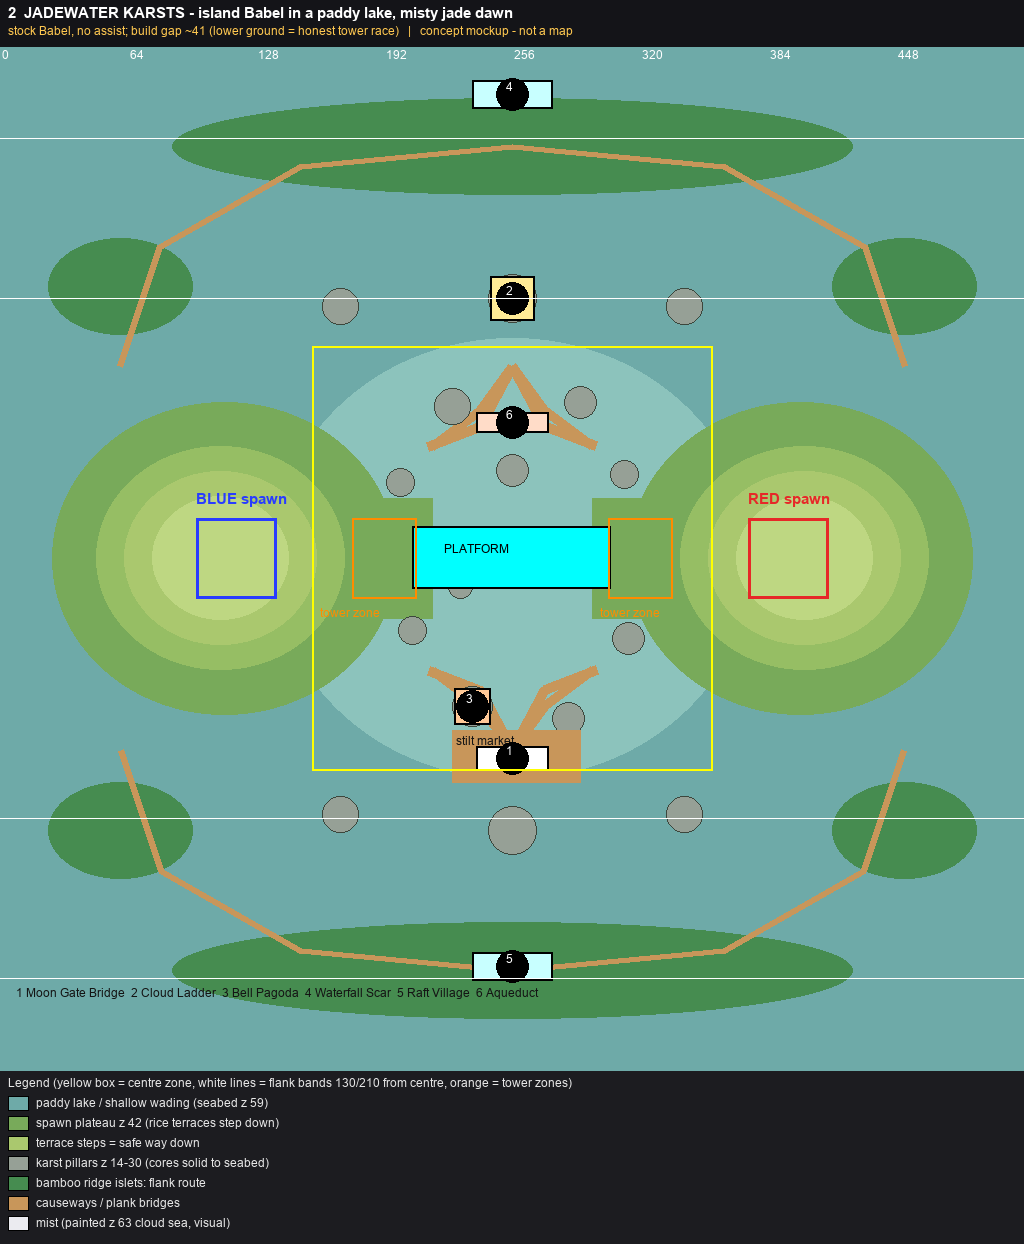 2 JADEWATER KARSTS - island Babel in a paddy lake, misty jade dawn
stock Babel, no assist; build gap ~41 (lower ground = honest tower race) | concept mockup - not a map
0 64 128 192 256 320 384 448
4
2
6
BLUE spawn
RED spawn
PLATFORM
tower zone
tower zone
3
stilt market
1
5
1 Moon Gate Bridge 2 Cloud Ladder 3 Bell Pagoda 4 Waterfall Scar 5 Raft Village 6 Aqueduct
Legend (yellow box = centre zone, white lines = flank bands 130/210 from centre, orange = tower zones)
paddy lake / shallow wading (seabed z 59)
spawn plateau z 42 (rice terraces step down)
terrace steps = safe way down
karst pillars z 14-30 (cores solid to seabed)
bamboo ridge islets: flank route
causeways / plank bridges
mist (painted z 63 cloud sea, visual)